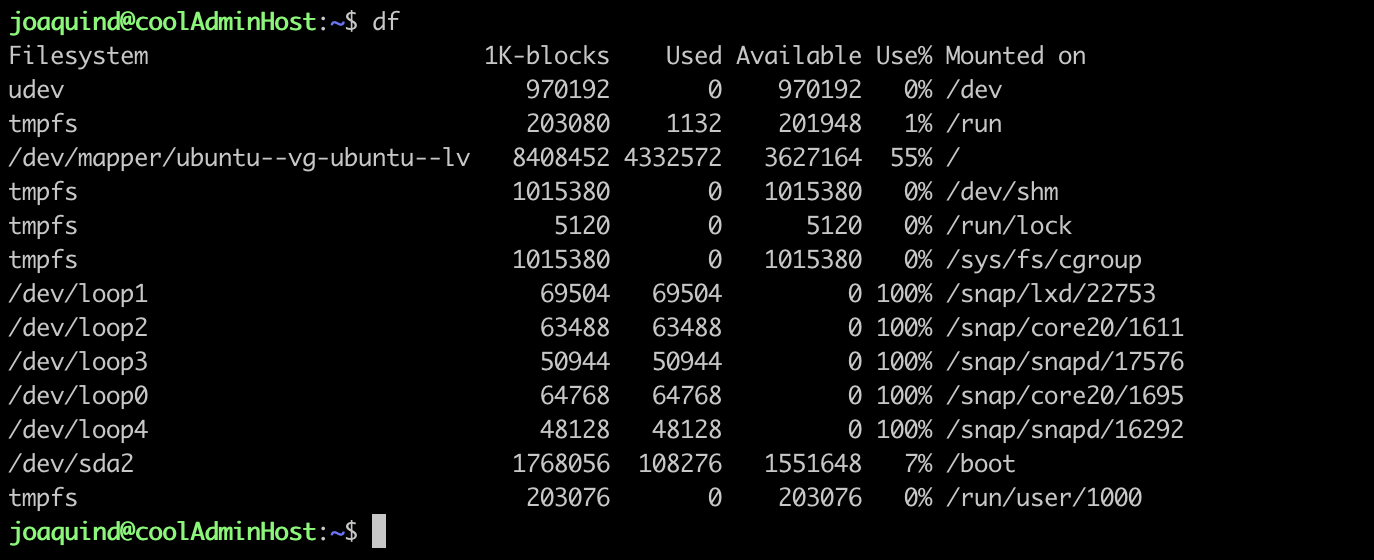 joaquind@coolAdminHost:~$ df
Filesystem                        1K-blocks    Used Available Use% Mounted on
udev                                 970192       0    970192   0% /dev
tmpfs                                203080    1132    201948   1% /run
/dev/mapper/ubuntu--vg-ubuntu--lv   8408452 4332572   3627164  55% /
tmpfs                               1015380       0   1015380   0% /dev/shm
tmpfs                                  5120       0      5120   0% /run/lock
tmpfs                               1015380       0   1015380   0% /sys/fs/cgroup
/dev/loop1                            69504   69504         0 100% /snap/lxd/22753
/dev/loop2                            63488   63488         0 100% /snap/core20/1611
/dev/loop3                            50944   50944         0 100% /snap/snapd/17576
/dev/loop0                            64768   64768         0 100% /snap/core20/1695
/dev/loop4                            48128   48128         0 100% /snap/snapd/16292
/dev/sda2                           1768056  108276   1551648   7% /boot
tmpfs                                203076       0    203076   0% /run/user/1000
joaquind@coolAdminHost:~$